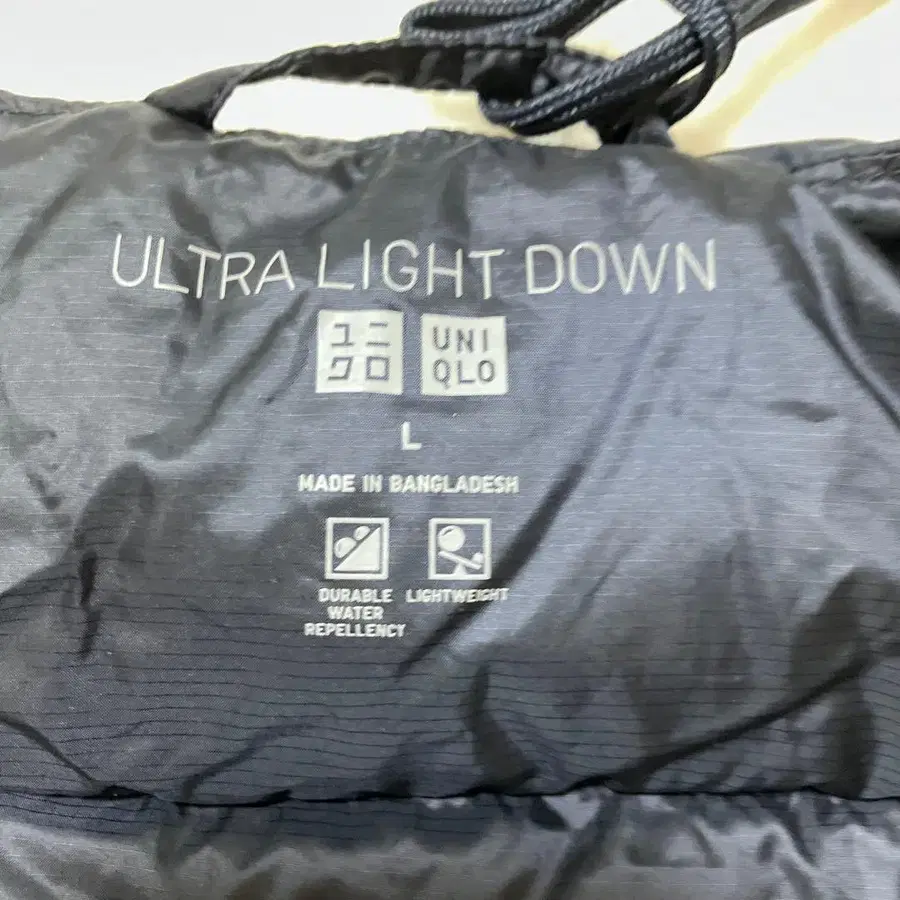 ULTRA LIGHT DOWN
ユニ UNI
クロ QLO
L
MADE IN BANGLADESH
DURABLE LIGHTWEIGHT
WATER
REPELLENCY